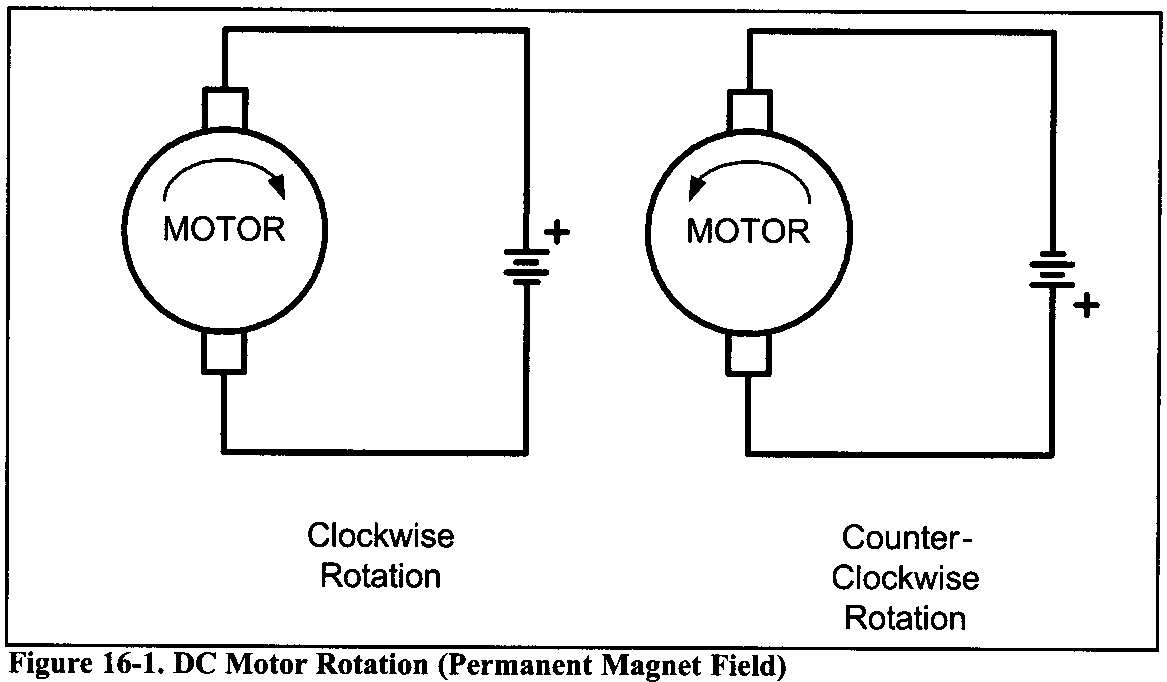 MOTOR
+
MOTOR
+
Clockwise
Rotation
Counter-
Clockwise
Rotation
Figure 16-1. DC Motor Rotation (Permanent Magnet Field)